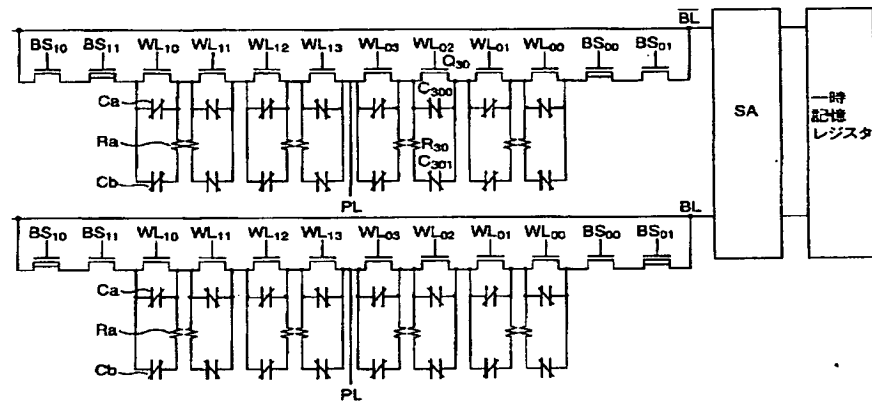 BL
BS10 BS11 WL10 WL11 WL12 WL13 WL03 WL02 WL01 WL00 BS00 BS01
Q30
Ca C300
Ra R30
C301
Cb
PL
SA
一時
記憶
レジスタ
BL
BS10 BS11 WL10 WL11 WL12 WL13 WL03 WL02 WL01 WL00 BS00 BS01
Ca
Ra
Cb
PL